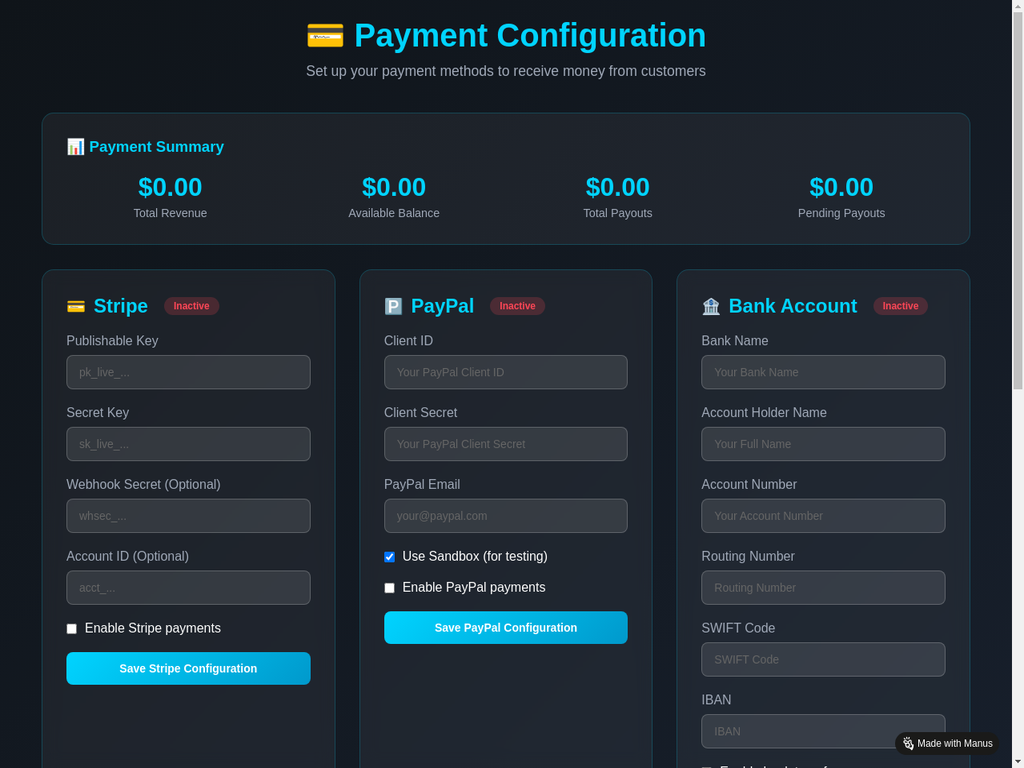 Payment Configuration
Set up your payment methods to receive money from customers
Payment Summary
$0.00
Total Revenue
$0.00
Available Balance
$0.00
Total Payouts
$0.00
Pending Payouts
Stripe
Inactive
Publishable Key
pk_live_...
Secret Key
sk_live_...
Webhook Secret (Optional)
whsec_...
Account ID (Optional)
acct_...
Enable Stripe payments
Save Stripe Configuration
PayPal
Inactive
Client ID
Your PayPal Client ID
Client Secret
Your PayPal Client Secret
PayPal Email
your@paypal.com
Use Sandbox (for testing)
Enable PayPal payments
Save PayPal Configuration
Bank Account
Inactive
Bank Name
Your Bank Name
Account Holder Name
Your Full Name
Account Number
Your Account Number
Routing Number
Routing Number
SWIFT Code
SWIFT Code
IBAN
IBAN
Made with Manus